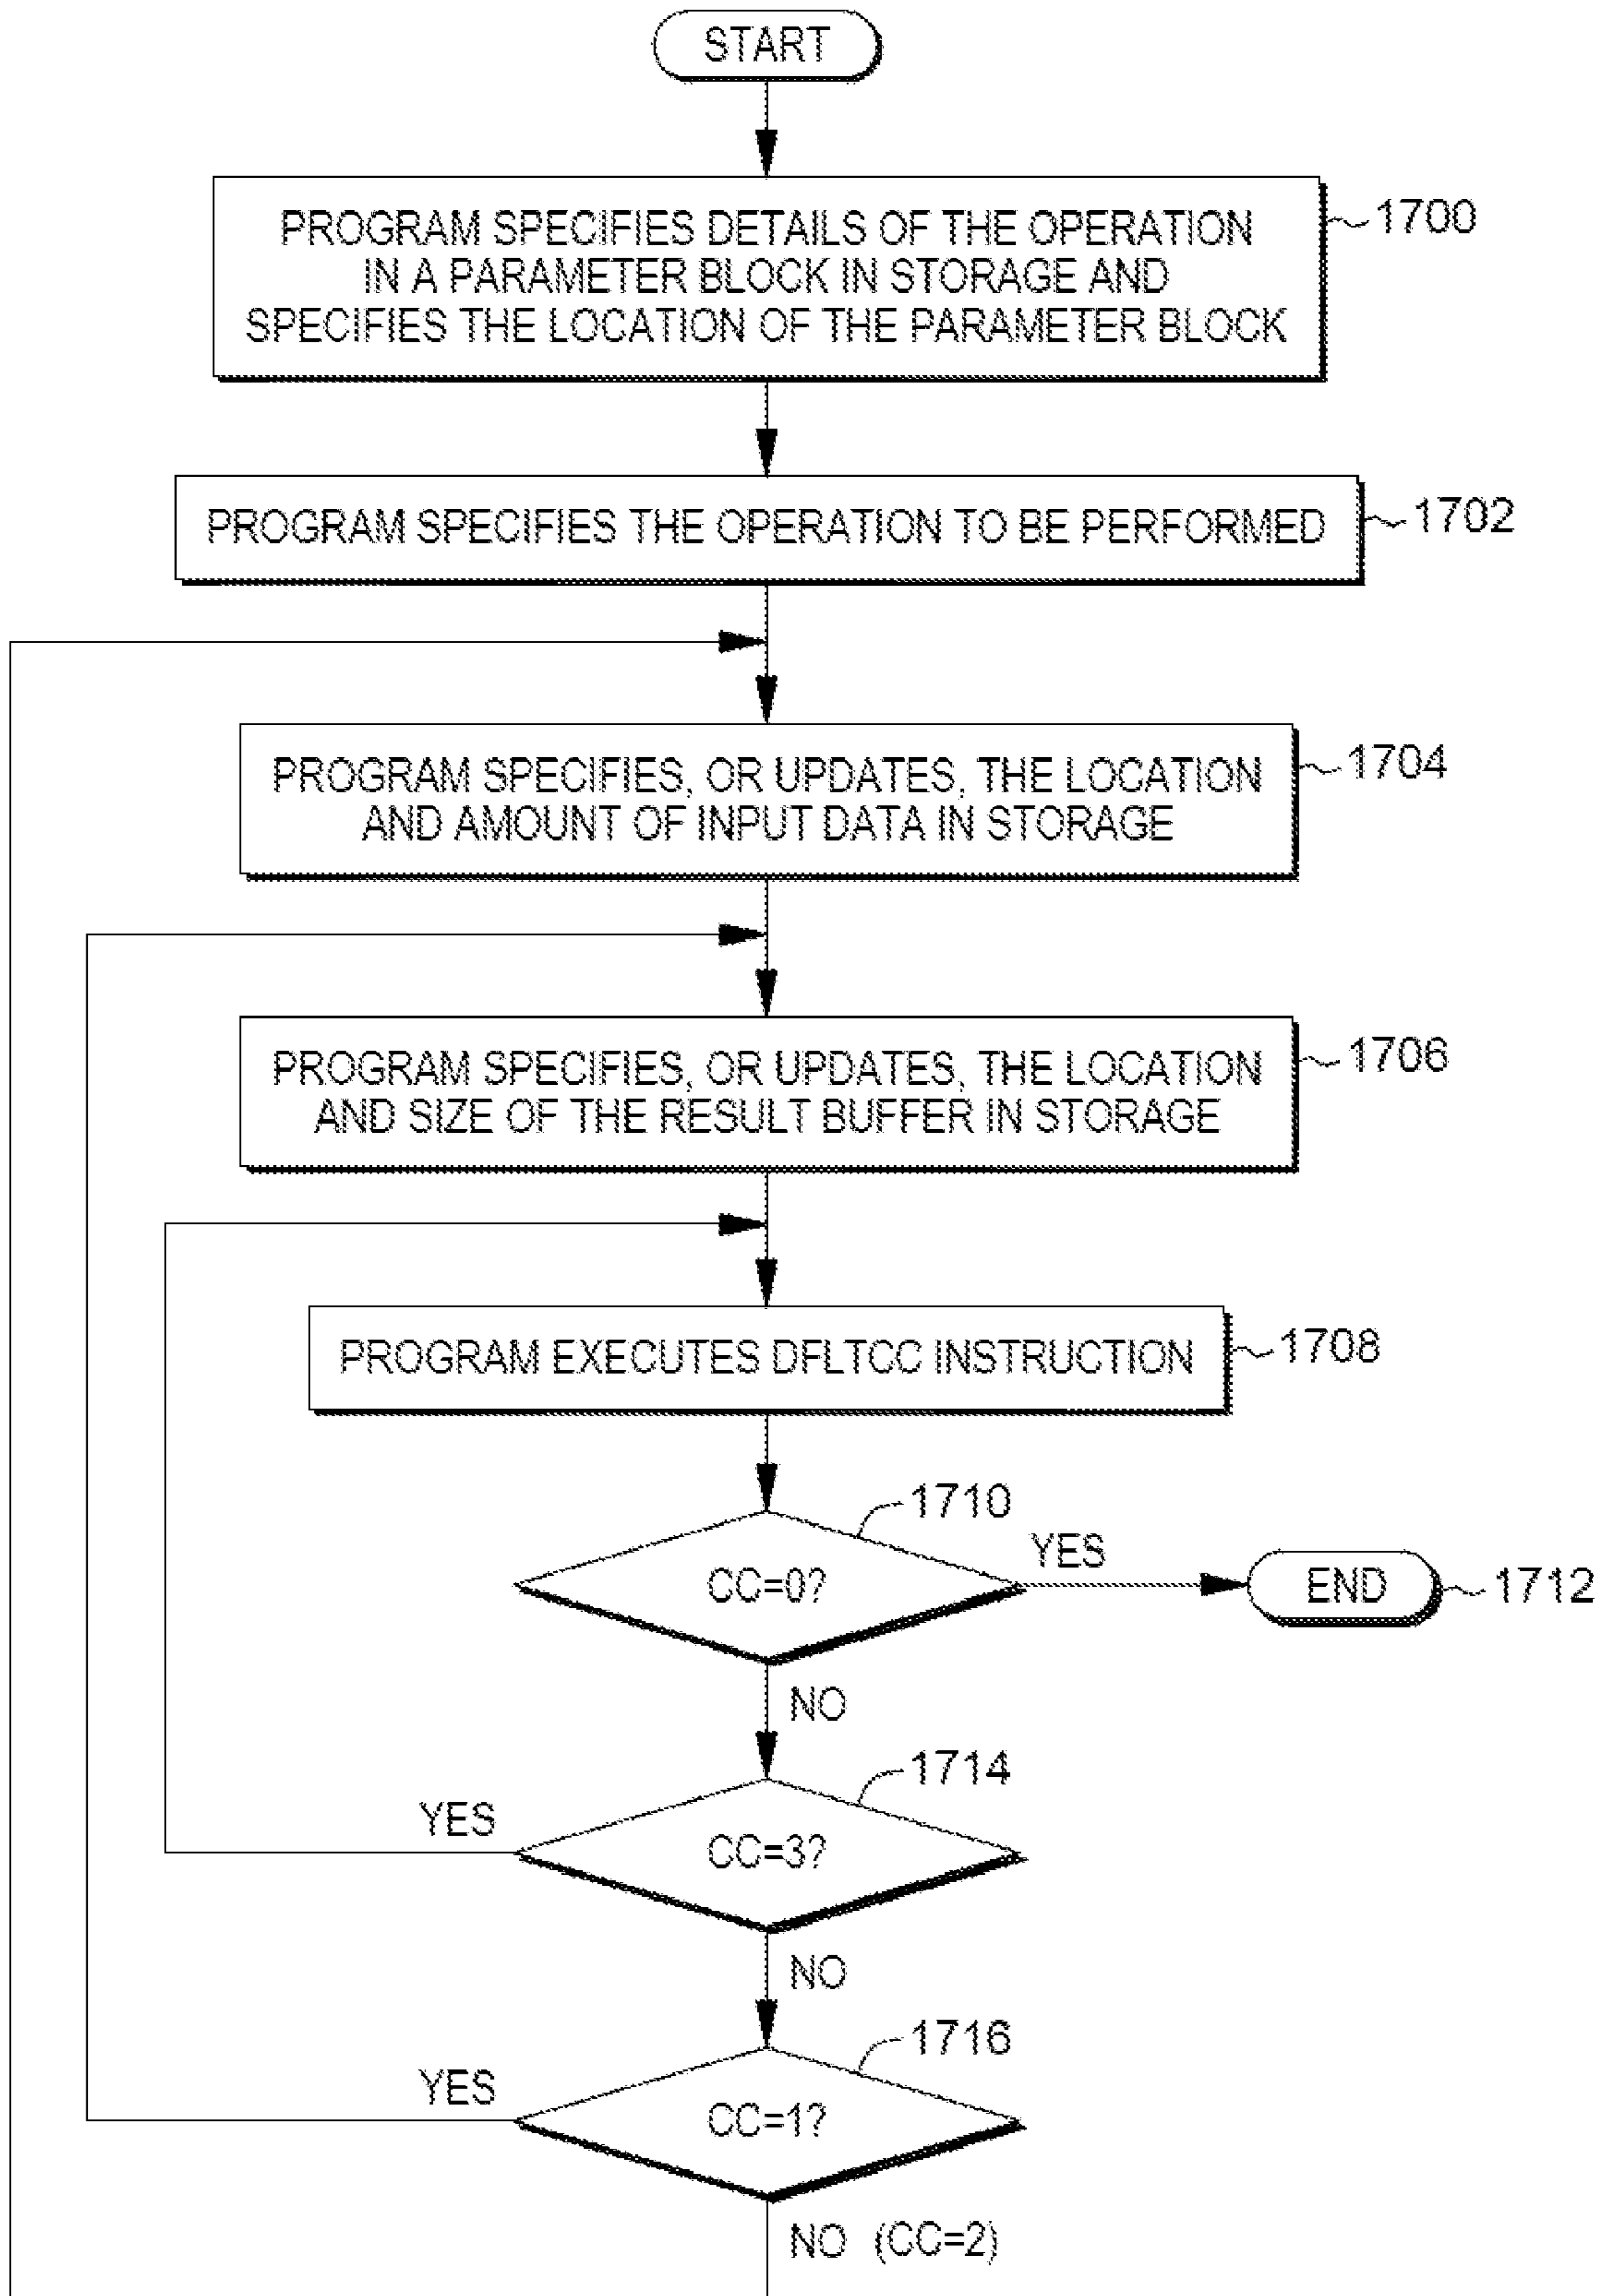 START
PROGRAM SPECIFIES DETAILS OF THE OPERATION
IN A PARAMETER BLOCK IN STORAGE AND
SPECIFIES THE LOCATION OF THE PARAMETER BLOCK
1700
PROGRAM SPECIFIES THE OPERATION TO BE PERFORMED
1702
PROGRAM SPECIFIES, OR UPDATES, THE LOCATION
AND AMOUNT OF INPUT DATA IN STORAGE
1704
PROGRAM SPECIFIES, OR UPDATES, THE LOCATION
AND SIZE OF THE RESULT BUFFER IN STORAGE
1706
PROGRAM EXECUTES DFLTCC INSTRUCTION
1708
1710
CC=0?
YES
END
1712
NO
1714
YES
CC=3?
NO
1716
YES
CC=1?
NO (CC=2)